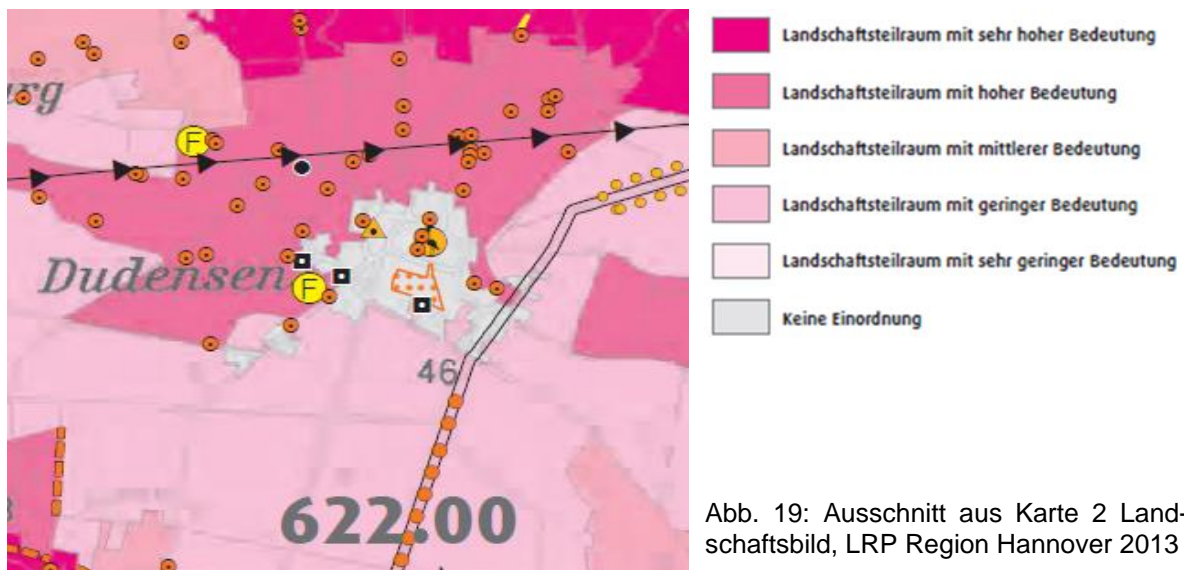 urg
F
Dudensen
F
46
622.00
Landschaftsteilraum mit sehr hoher Bedeutung
Landschaftsteilraum mit hoher Bedeutung
Landschaftsteilraum mit mittlerer Bedeutung
Landschaftsteilraum mit geringer Bedeutung
Landschaftsteilraum mit sehr geringer Bedeutung
Keine Einordnung
Abb. 19: Ausschnitt aus Karte 2 Land-
schaftsbild, LRP Region Hannover 2013